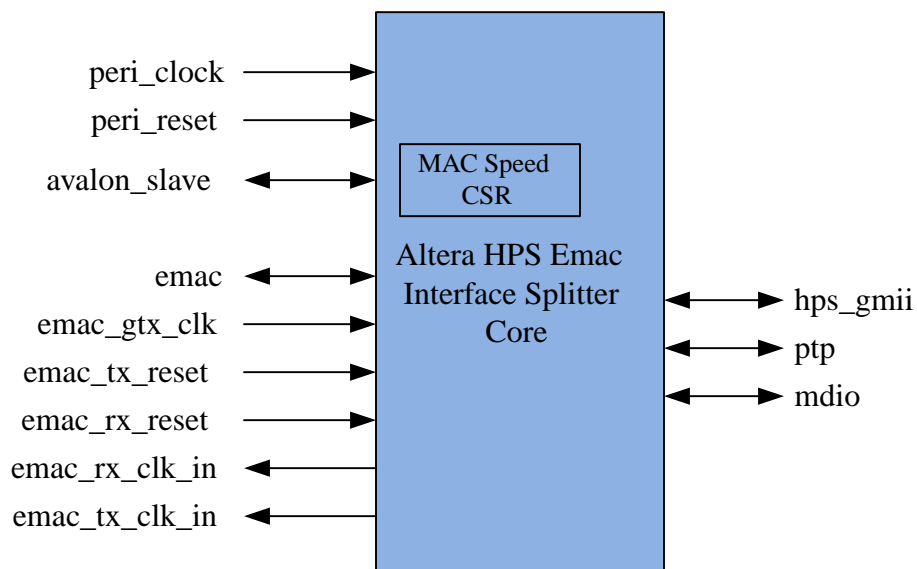 peri_clock
peri_reset
avalon_slave
emac
emac_gtx_clk
emac_tx_reset
emac_rx_reset
emac_rx_clk_in
emac_tx_clk_in
MAC Speed
CSR
Altera HPS Emac
Interface Splitter
Core
hps_gmii
ptp
mdio